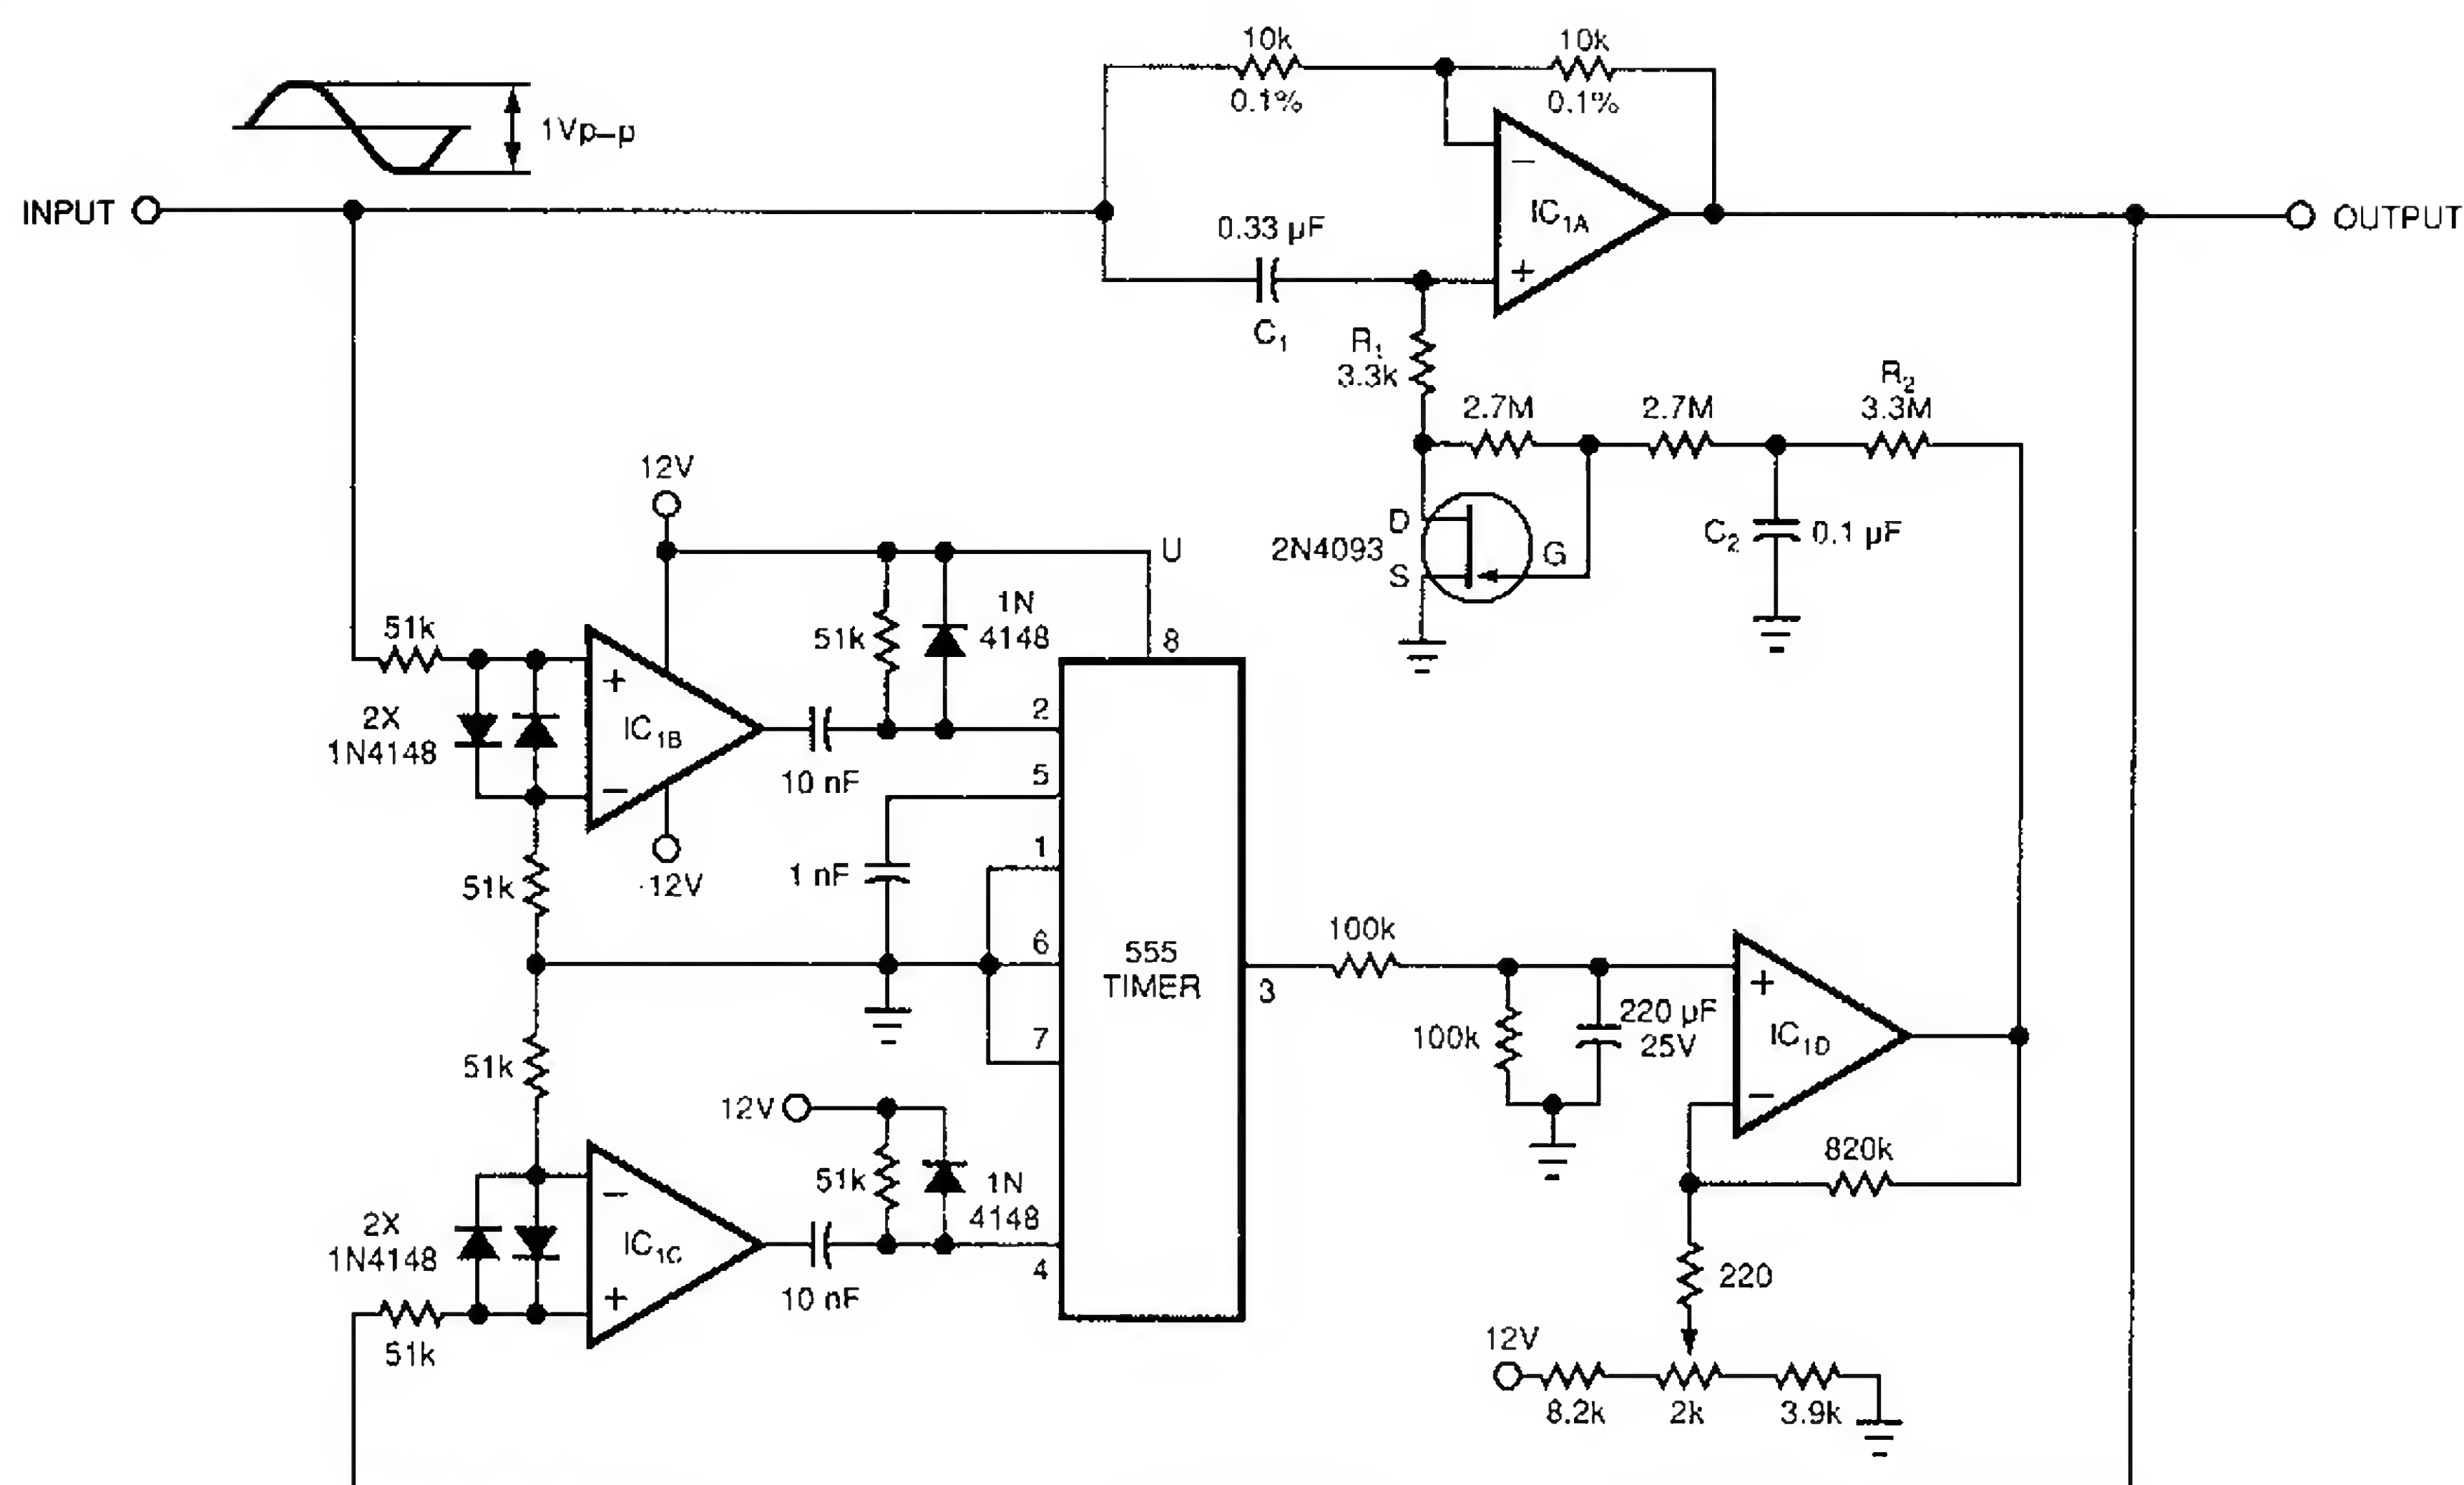 10k
10k
0.1%
0.1%
1Vp–p
INPUT
IC1A
OUTPUT
–
+
0.33 µF
C1
R1
3.3k
R2
2.7M
2.7M
3.3M
12V
D
2N4093
G
S
C2
0.1 µF
U
1N
4148
51k
51k
8
+
2X
1N4148
IC1B
2
–
10 nF
5
1
51k
1 nF
-12V
6
555
TIMER
100k
3
+
220 µF
25V
IC1D
100k
7
51k
12V
–
820k
51k
1N
4148
–
2X
1N4148
IC1C
4
220
+
10 nF
51k
12V
8.2k
2k
3.9k